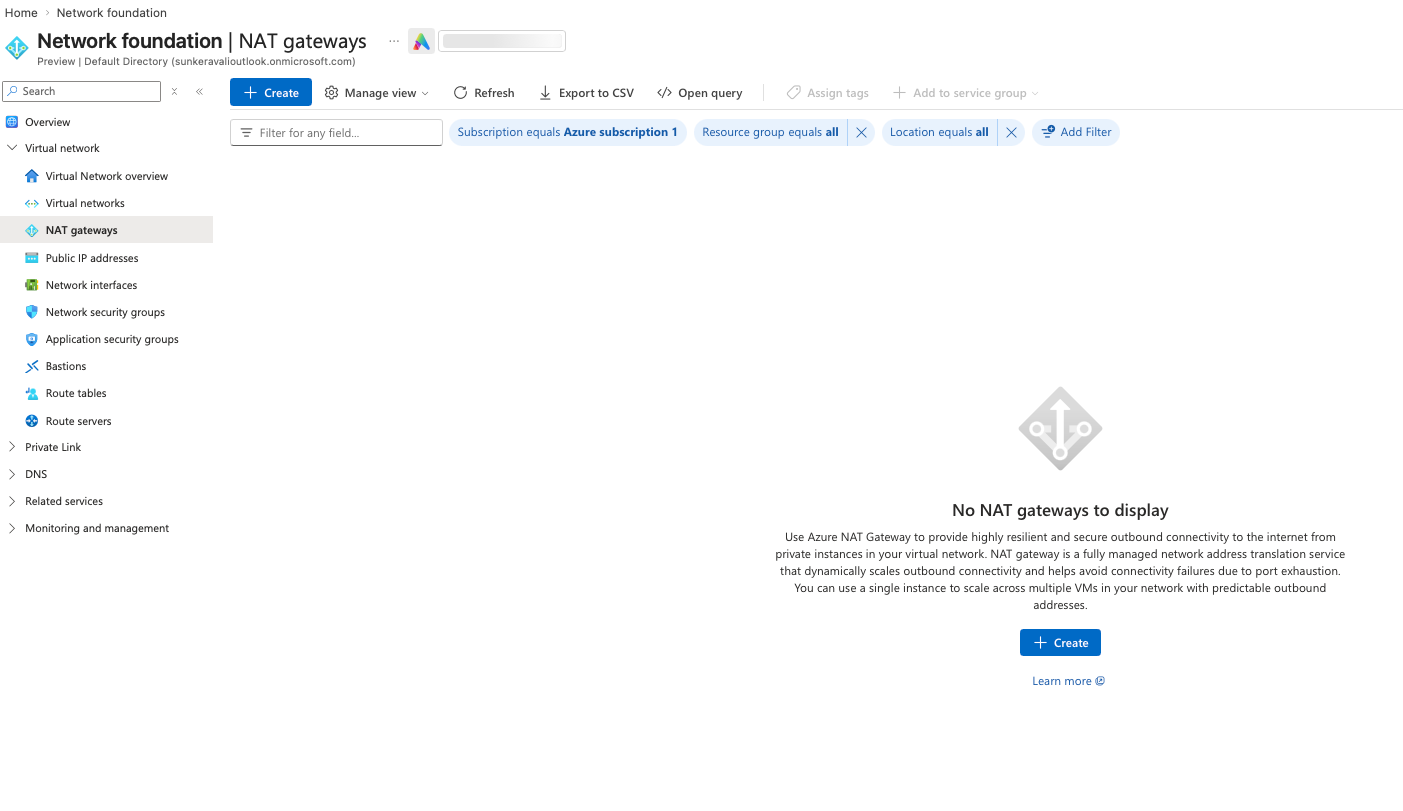 Home > Network foundation
Network foundation | NAT gateways ...
Preview | Default Directory (sunkeravalioutlook.onmicrosoft.com)
Search
Create Manage view Refresh Export to CSV </> Open query Assign tags Add to service group
Filter for any field... Subscription equals Azure subscription 1 Resource group equals all Location equals all Add Filter
Overview
Virtual network
Virtual Network overview
Virtual networks
NAT gateways
Public IP addresses
Network interfaces
Network security groups
Application security groups
Bastions
Route tables
Route servers
Private Link
DNS
Related services
Monitoring and management
No NAT gateways to display
Use Azure NAT Gateway to provide highly resilient and secure outbound connectivity to the internet from
private instances in your virtual network. NAT gateway is a fully managed network address translation service
that dynamically scales outbound connectivity and helps avoid connectivity failures due to port exhaustion.
You can use a single instance to scale across multiple VMs in your network with predictable outbound
addresses.
Create
Learn more